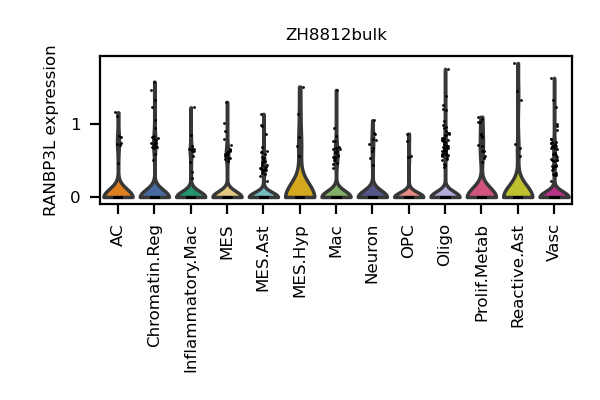 ZH8812bulk
RANBP3L expression
1
0
AC
Chromatin.Reg
Inflammatory.Mac
MES
MES.Ast
MES.Hyp
Mac
Neuron
OPC
Oligo
Prolif.Metab
Reactive.Ast
Vasc